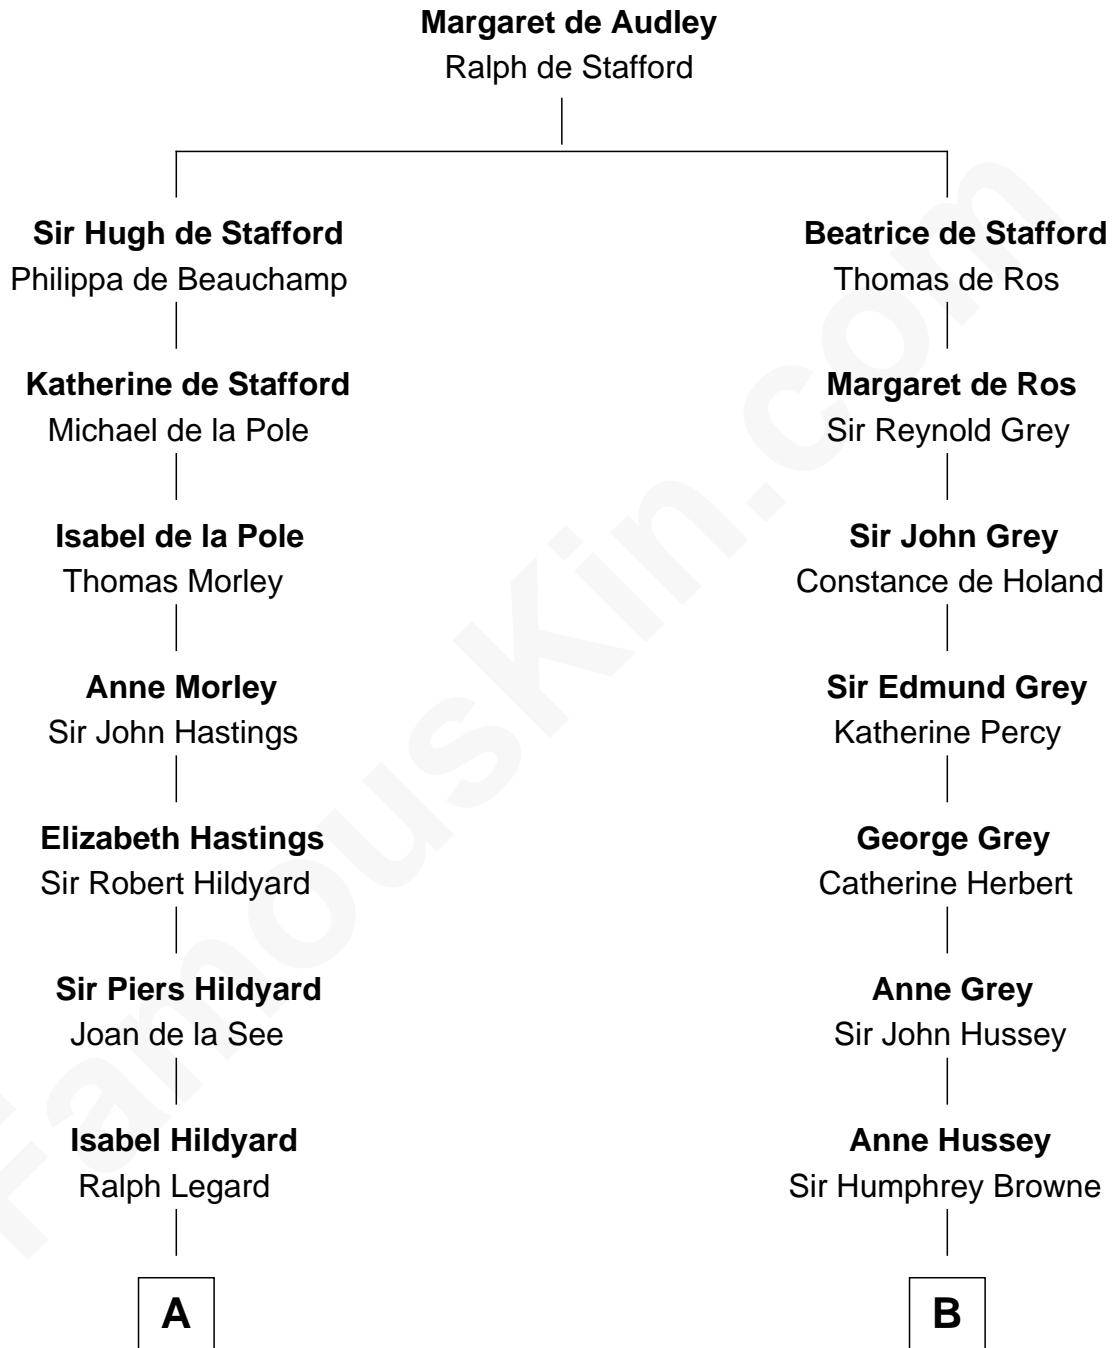 Margaret de Audley
Ralph de Stafford
Sir Hugh de Stafford
Philippa de Beauchamp
Beatrice de Stafford
Thomas de Ros
Katherine de Stafford
Michael de la Pole
Margaret de Ros
Sir Reynold Grey
Isabel de la Pole
Thomas Morley
Sir John Grey
Constance de Holand
Anne Morley
Sir John Hastings
Sir Edmund Grey
Katherine Percy
Elizabeth Hastings
Sir Robert Hildyard
George Grey
Catherine Herbert
Sir Piers Hildyard
Joan de la See
Anne Grey
Sir John Hussey
Isabel Hildyard
Ralph Legard
Anne Hussey
Sir Humphrey Browne
A
B
FamousKin.com